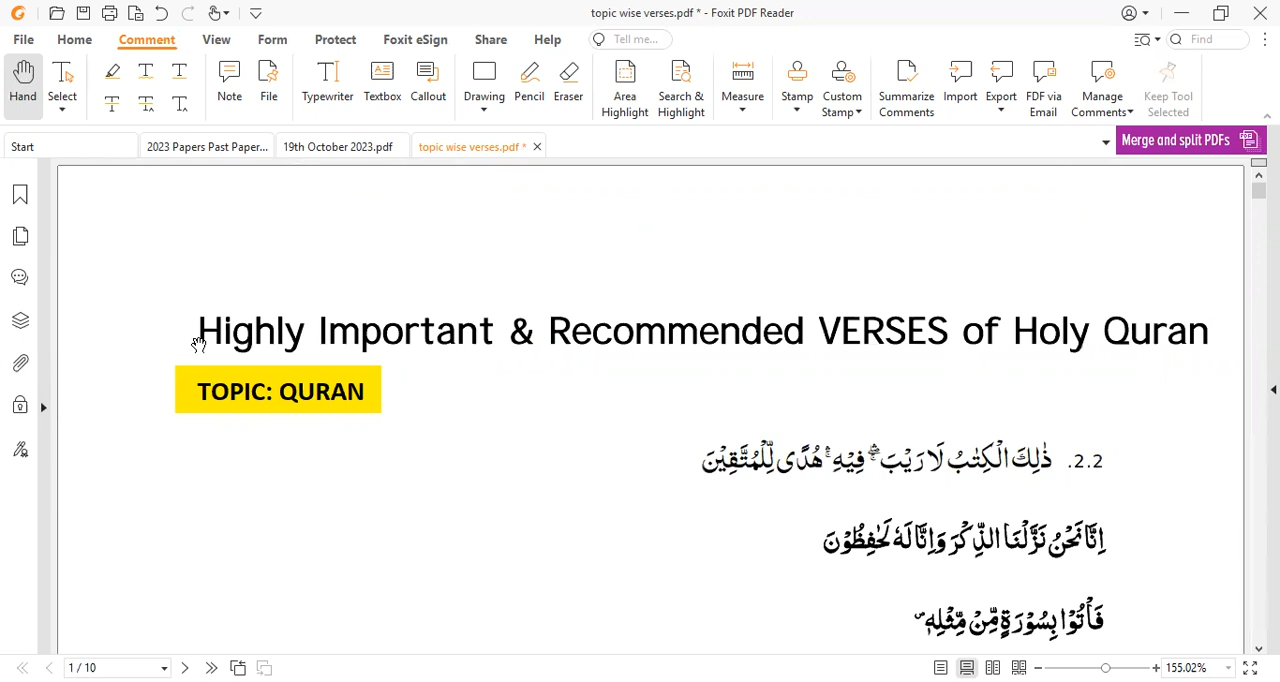 topic wise verses.pdf * - Foxit PDF Reader
File Home Comment View Form Protect Foxit eSign Share Help Tell me... Find
Hand Select Note File Typewriter Textbox Callout Drawing Pencil Eraser Area Highlight Search & Highlight Measure Stamp Custom Stamp Summarize Comments Import Export FDF via Email Manage Comments Keep Tool Selected
Start 2023 Papers Past Paper... 19th October 2023.pdf topic wise verses.pdf * Merge and split PDFs
Highly Important & Recommended VERSES of Holy Quran
TOPIC: QURAN
2.2. ذٰلِكَ الْكِتٰبُ لَا رَيْبَ ۛ فِيْهِ ۛ هُدًى لِّلْمُتَّقِيْنَ
اِنَّا نَحْنُ نَزَّلْنَا الذِّكْرَ وَاِنَّا لَهٗ لَحٰفِظُوْنَ
فَاْتُوْا بِسُوْرَةٍ مِّنْ مِّثْلِهٖ ۪
1 / 10 155.02%